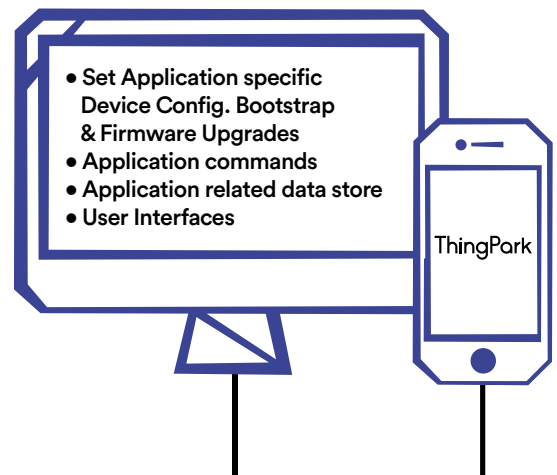 • Set Application specific
Device Config. Bootstrap
& Firmware Upgrades
• Application commands
• Application related data store
• User Interfaces
ThingPark